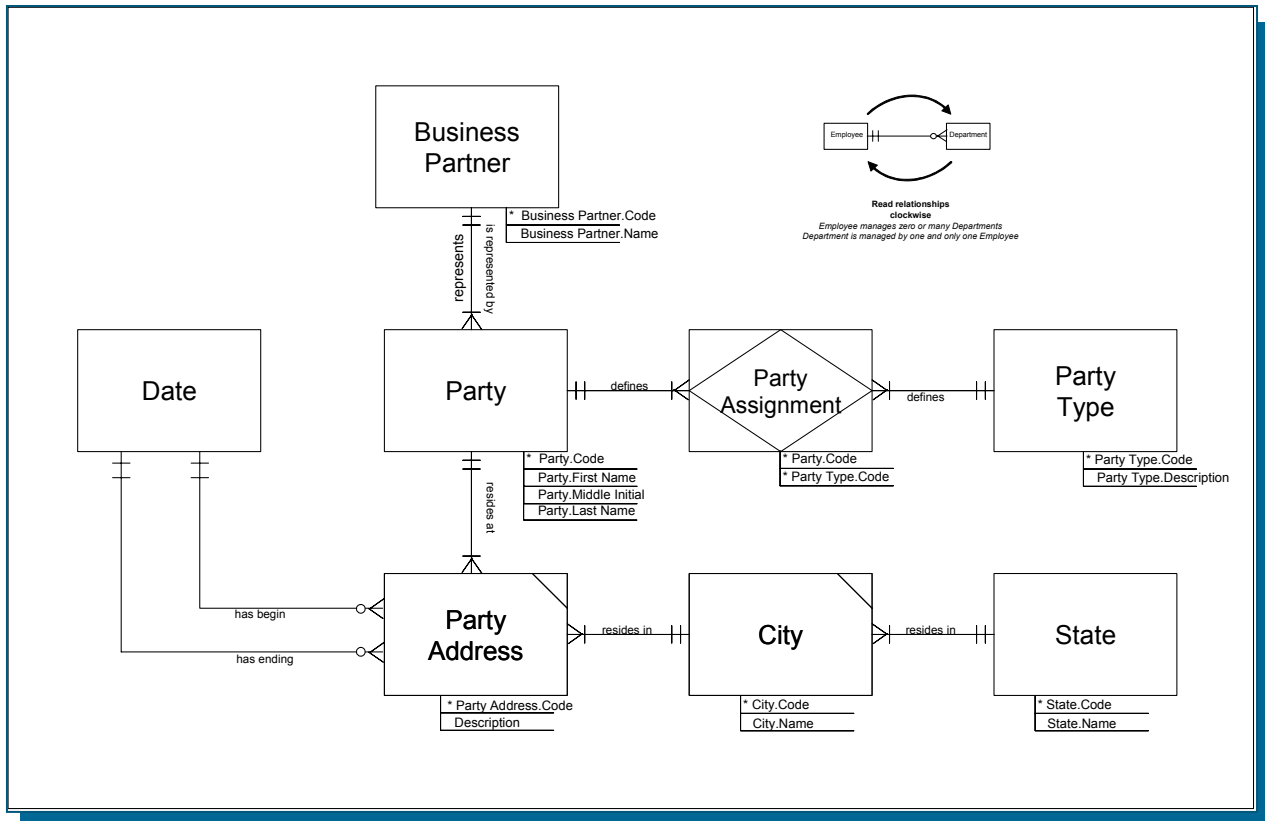 Business
Partner
* Business Partner.Code
Business Partner.Name
Employee
Department
Read relationships
clockwise
Employee manages zero or many Departments
Department is managed by one and only one Employee
represents
is represented by
Date
Party
* Party.Code
Party.First Name
Party.Middle Initial
Party.Last Name
defines
Party
Assignment
* Party.Code
* Party Type.Code
defines
Party
Type
* Party Type.Code
Party Type.Description
resides at
has begin
has ending
Party
Address
* Party Address.Code
Description
resides in
City
* City.Code
City.Name
resides in
State
* State.Code
State.Name